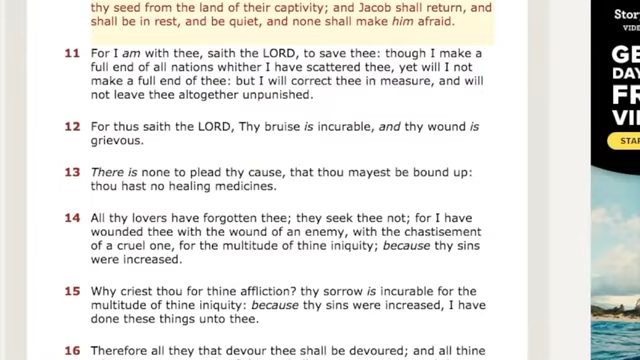 thy seed from the land of their captivity; and Jacob shall return, and
shall be in rest, and be quiet, and none shall make him afraid.
11 For I am with thee, saith the LORD, to save thee: though I make a
full end of all nations whither I have scattered thee, yet will I not
make a full end of thee: but I will correct thee in measure, and will
not leave thee altogether unpunished.
12 For thus saith the LORD, Thy bruise is incurable, and thy wound is
grievous.
13 There is none to plead thy cause, that thou mayest be bound up:
thou hast no healing medicines.
14 All thy lovers have forgotten thee; they seek thee not; for I have
wounded thee with the wound of an enemy, with the chastisement
of a cruel one, for the multitude of thine iniquity; because thy sins
were increased.
15 Why criest thou for thine affliction? thy sorrow is incurable for the
multitude of thine iniquity: because thy sins were increased, I have
done these things unto thee.
16 Therefore all they that devour thee shall be devoured; and all thine
Story
VIDE
GE
DAY
FR
VI
STAR